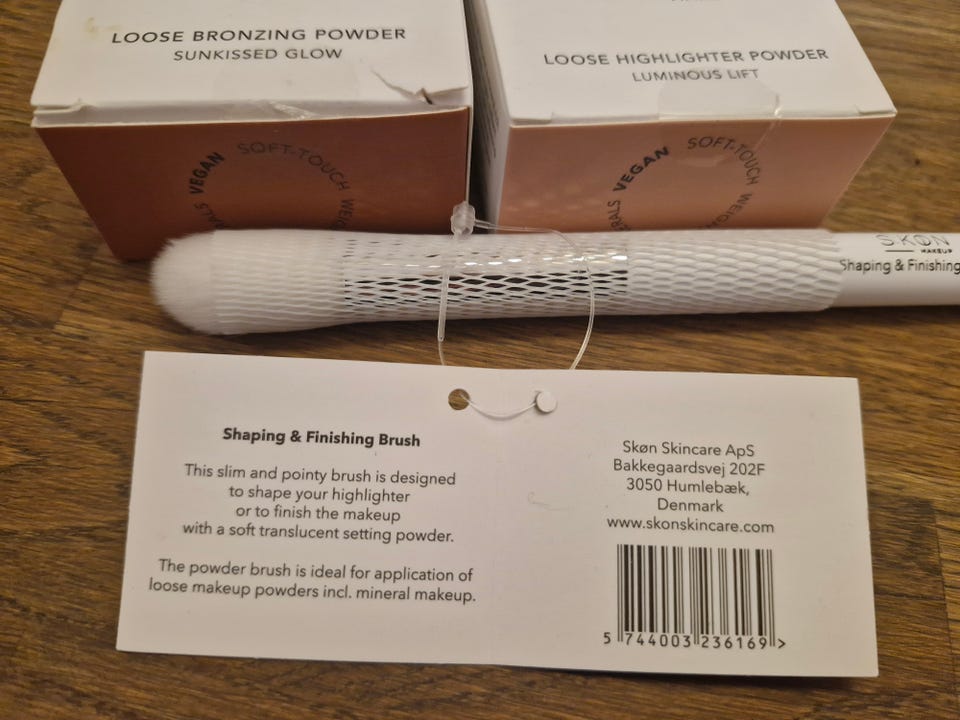 LOOSE BRONZING POWDER
SUNKISSED GLOW
VEGAN SOFT-TOUCH
LOOSE HIGHLIGHTER POWDER
LUMINOUS LIFT
VEGAN SOFT-TOUCH
SKØN
MAKEUP
Shaping & Finishing
Shaping & Finishing Brush
This slim and pointy brush is designed
to shape your highlighter
or to finish the makeup
with a soft translucent setting powder.
The powder brush is ideal for application of
loose makeup powders incl. mineral makeup.
Skøn Skincare ApS
Bakkegaardsvej 202F
3050 Humlebæk,
Denmark
www.skonskincare.com
5 744003 236169 >